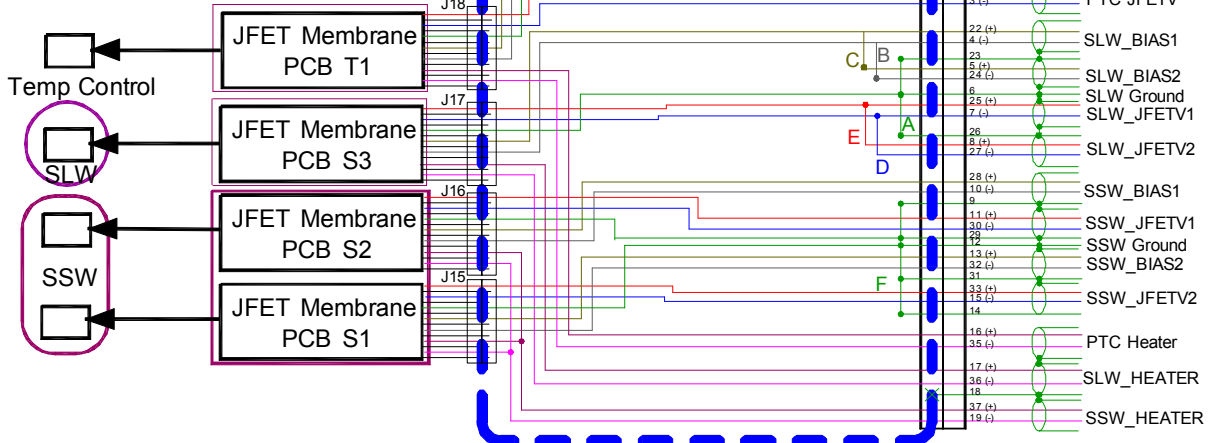 J18
3 (-)
PTC JFETV
JFET Membrane
PCB T1
Temp Control
22 (+)
4 (-)
SLW_BIAS1
B
C
23
5 (+)
24 (-)
SLW_BIAS2
6
SLW Ground
25 (+)
7 (-)
SLW_JFETV1
J17
JFET Membrane
PCB S3
SLW
A
E
D
26
8 (+)
27 (-)
SLW_JFETV2
28 (+)
10 (-)
SSW_BIAS1
9
J16
JFET Membrane
PCB S2
11 (+)
30 (-)
SSW_JFETV1
29
12
SSW Ground
13 (+)
32 (-)
SSW_BIAS2
SSW
J15
JFET Membrane
PCB S1
F
31
33 (+)
15 (-)
SSW_JFETV2
14
16 (+)
35 (-)
PTC Heater
17 (+)
36 (-)
SLW_HEATER
18
37 (+)
19 (-)
SSW_HEATER